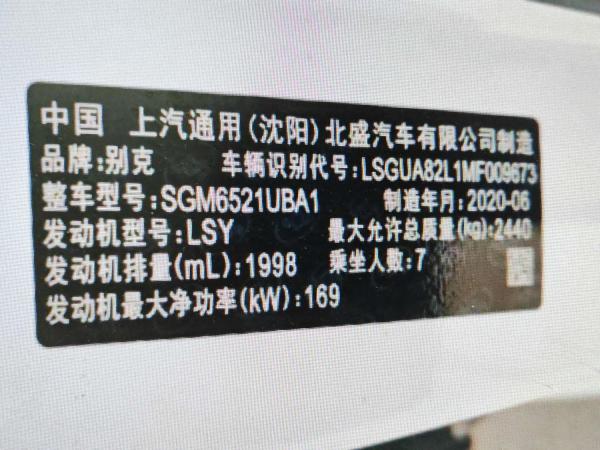 中国 上汽通用(沈阳)北盛汽车有限公司制造
品牌:别克 车辆识别代号:LSGUA82L1MF009673
整车型号:SGM6521UBA1 制造年月:2020-06
发动机型号:LSY 最大允许总质量(kg):2440
发动机排量(mL):1998 乘坐人数:7
发动机最大净功率(kW):169